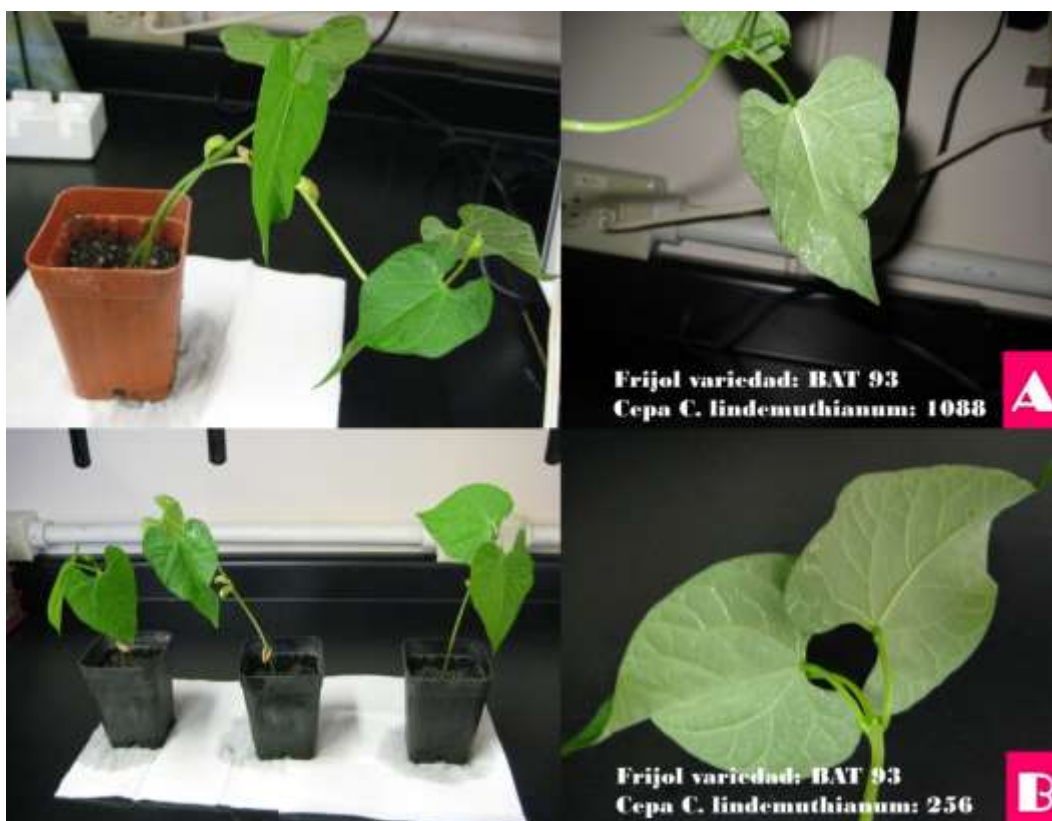 Frijol variedad: BAT 93
Cepa C. lindemuthianum: 1088
A
Frijol variedad: BAT 93
Cepa C. lindemuthianum: 256
B